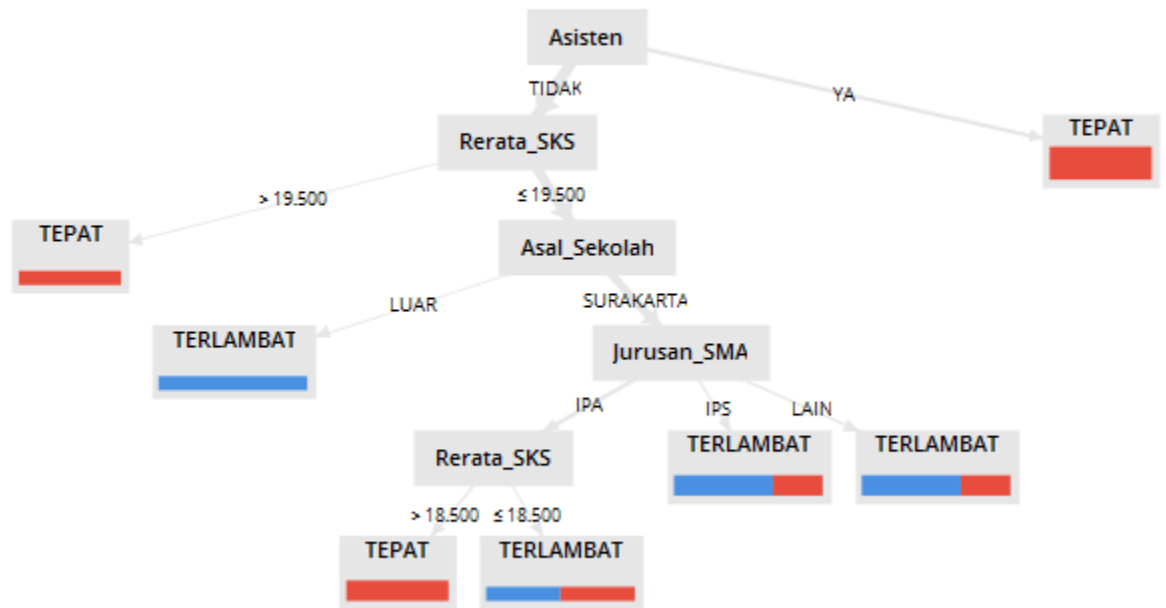 Asisten
TIDAK
YA
TEPAT
Rerata_SKS
> 19.500
≤ 19.500
TEPAT
Asal_Sekolah
LUAR
SURAKARTA
TERLAMBAT
Jurusan_SMA
IPA
IPS
LAIN
Rerata_SKS
TERLAMBAT
TERLAMBAT
> 18.500
≤ 18.500
TEPAT
TERLAMBAT